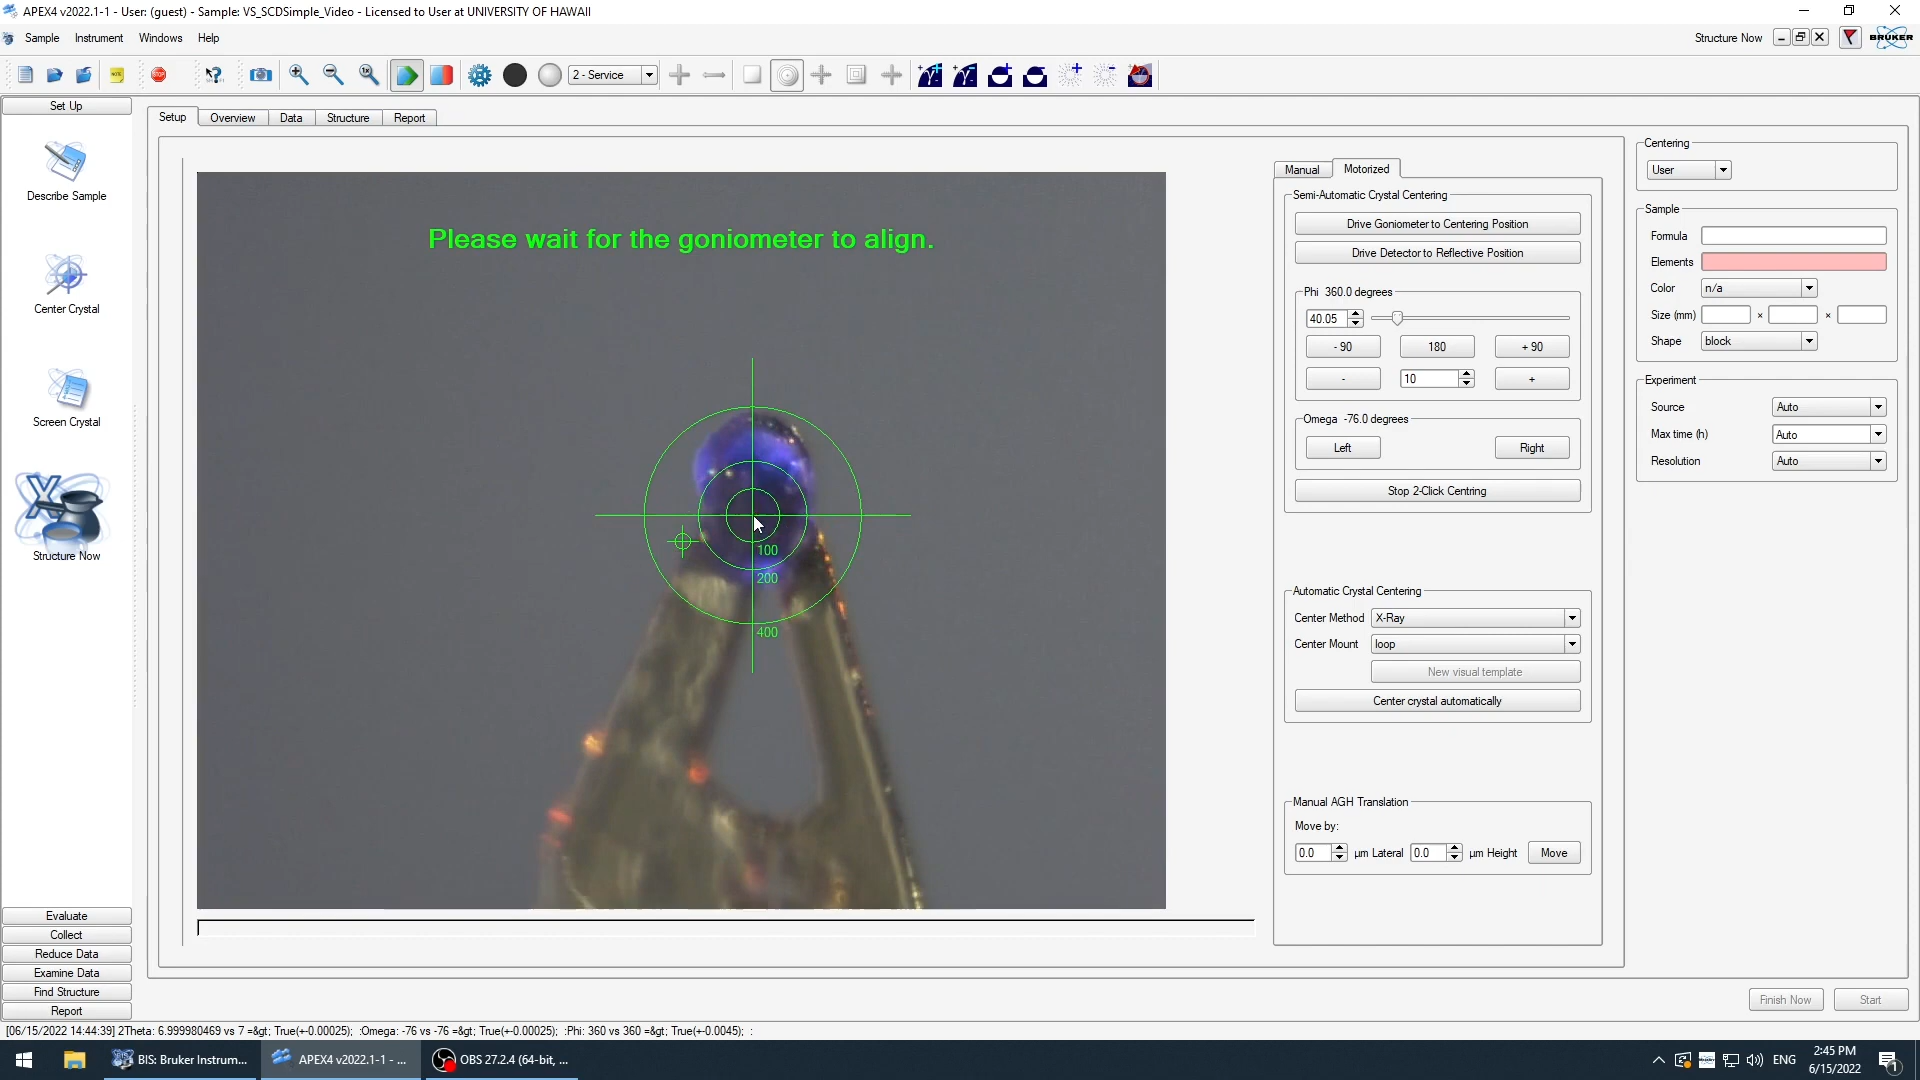 APEX4 v2022.1-1 - User: (guest) - Sample: VS_SCDSimple_Video - Licensed to User at UNIVERSITY OF HAWAII
Sample Instrument Windows Help
Structure Now
BRUKER
NOTE
STOP
1x
2 - Service
Set Up
Describe Sample
Center Crystal
Screen Crystal
Structure Now
Evaluate
Collect
Reduce Data
Examine Data
Find Structure
Report
Setup Overview Data Structure Report
Please wait for the goniometer to align.
100
200
400
Manual Motorized
Semi-Automatic Crystal Centering
Drive Goniometer to Centering Position
Drive Detector to Reflective Position
Phi 360.0 degrees
40.05
- 90 180 + 90
- 10 +
Omega -76.0 degrees
Left Right
Stop 2-Click Centring
Automatic Crystal Centering
Center Method X-Ray
Center Mount loop
New visual template
Center crystal automatically
Manual AGH Translation
Move by:
0.0 µm Lateral 0.0 µm Height Move
Centering
User
Sample
Formula
Elements
Color n/a
Size (mm) × ×
Shape block
Experiment
Source Auto
Max time (h) Auto
Resolution Auto
Finish Now Start
[06/15/2022 14:44:39] 2Theta: 6.999980469 vs 7 =&gt; True(+-0.00025); :Omega: -76 vs -76 =&gt; True(+-0.00025); :Phi: 360 vs 360 =&gt; True(+-0.0045); :
BIS: Bruker Instrum... APEX4 v2022.1-1 - ... OBS 27.2.4 (64-bit, ...
ENG
2:45 PM
6/15/2022
1